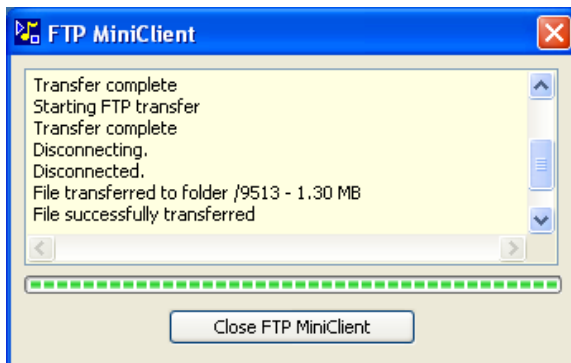 FTP MiniClient
Transfer complete
Starting FTP transfer
Transfer complete
Disconnecting.
Disconnected.
File transferred to folder /9513 - 1.30 MB
File successfully transferred
Close FTP MiniClient